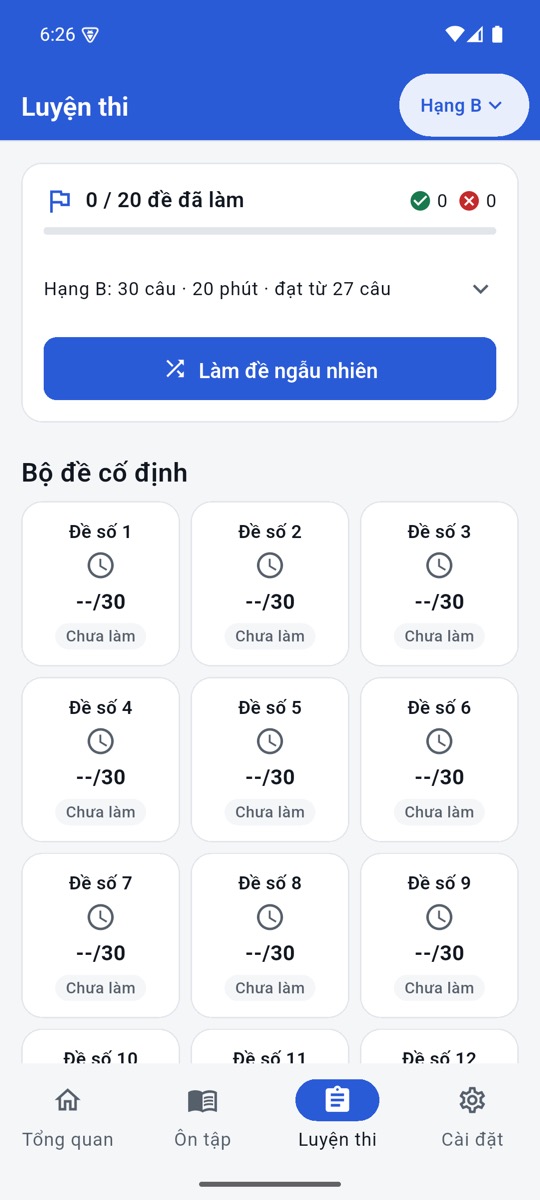 6:26
Luyện thi
Hạng B
0 / 20 đề đã làm
0
0
Hạng B: 30 câu · 20 phút · đạt từ 27 câu
Làm đề ngẫu nhiên
Bộ đề cố định
Đề số 1
Đề số 2
Đề số 3
--/30
--/30
--/30
Chưa làm
Chưa làm
Chưa làm
Đề số 4
Đề số 5
Đề số 6
--/30
--/30
--/30
Chưa làm
Chưa làm
Chưa làm
Đề số 7
Đề số 8
Đề số 9
--/30
--/30
--/30
Chưa làm
Chưa làm
Chưa làm
Đề số 10
Đề số 11
Đề số 12
Tổng quan
Ôn tập
Luyện thi
Cài đặt